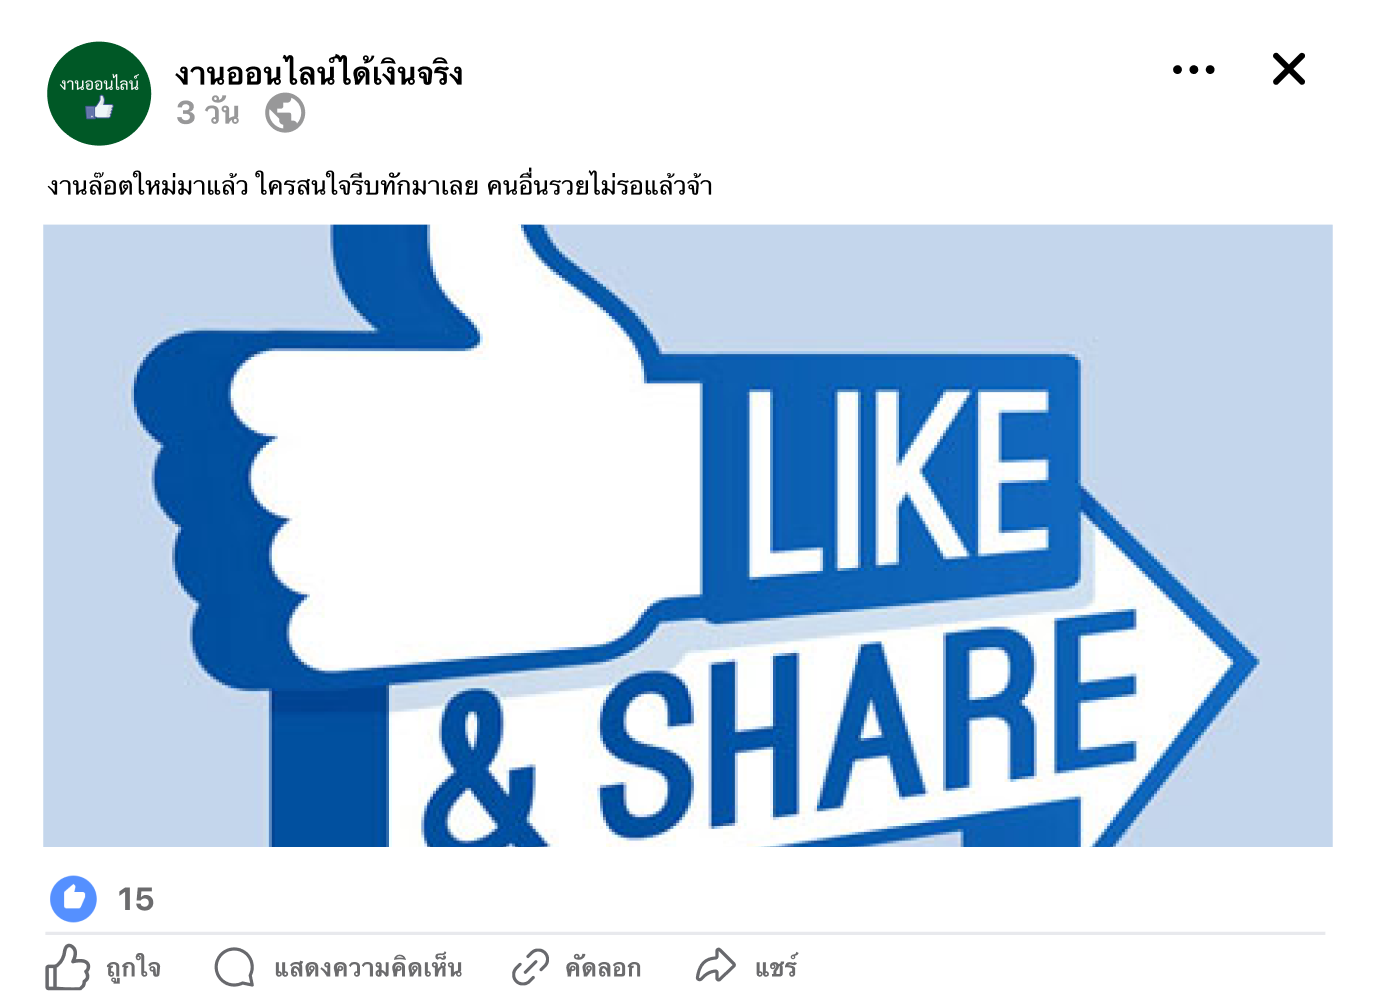 งานออนไลน์
งานออนไลน์ได้เงินจริง
3 วัน
งานล๊อตใหม่มาแล้ว ใครสนใจรีบทักมาเลย คนอื่นรวยไม่รอแล้วจ้า
LIKE
& SHARE
15
ถูกใจ แสดงความคิดเห็น คัดลอก แชร์